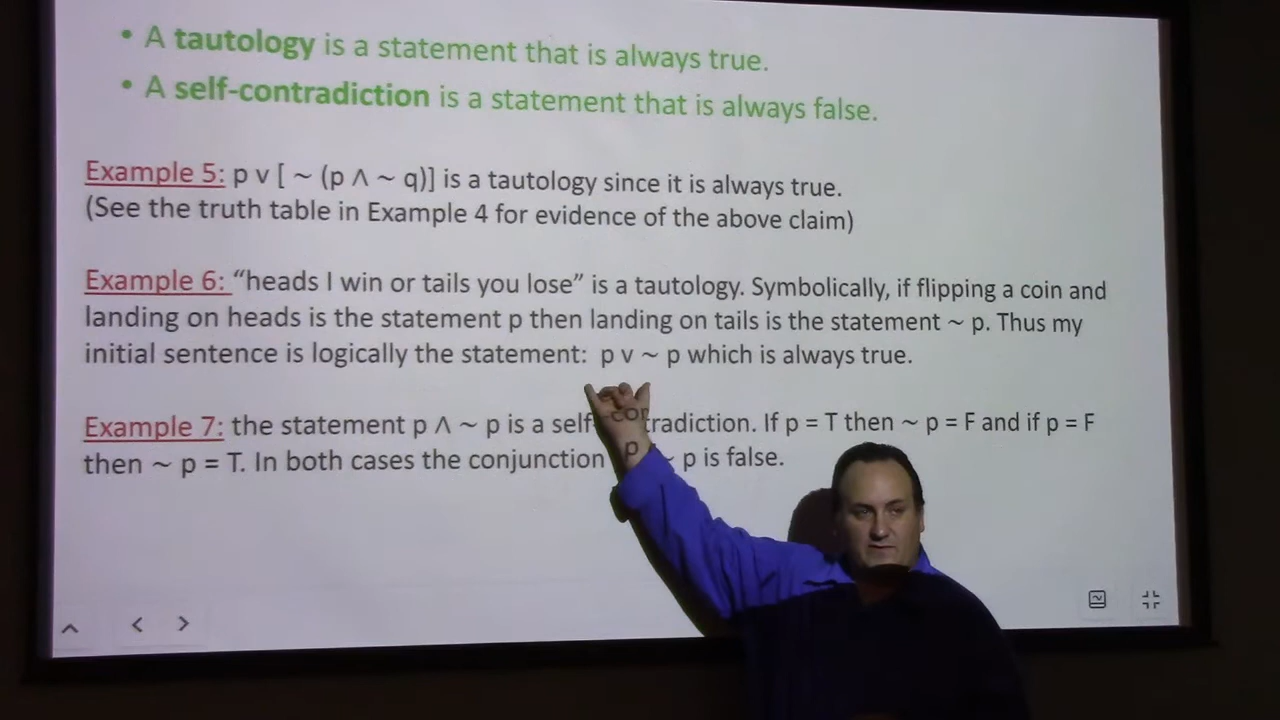 • A tautology is a statement that is always true.
• A self-contradiction is a statement that is always false.
Example 5: p v [ ~ (p ∧ ~ q)] is a tautology since it is always true.
(See the truth table in Example 4 for evidence of the above claim)
Example 6: “heads I win or tails you lose” is a tautology. Symbolically, if flipping a coin and
landing on heads is the statement p then landing on tails is the statement ~ p. Thus my
initial sentence is logically the statement: p v ~ p which is always true.
Example 7: the statement p ∧ ~ p is a self-contradiction. If p = T then ~ p = F and if p = F
then ~ p = T. In both cases the conjunction p ~ p is false.